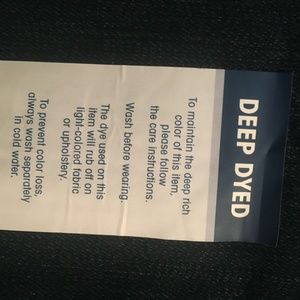 DEEP DYED
To maintain the deep rich
color of this item,
please follow
the care instructions.
Wash before wearing.
The dye used on this
item will rub off on
light-colored fabric
or upholstery.
To prevent color loss,
always wash separately
in cold water.